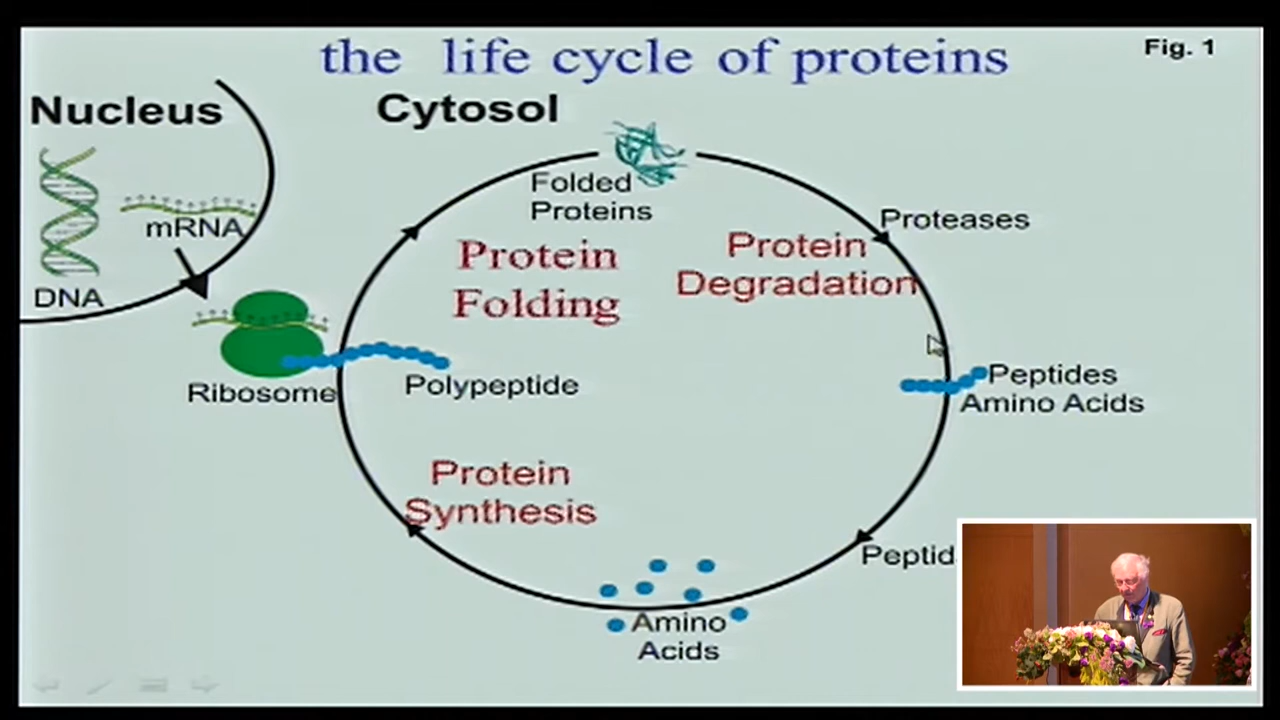 the life cycle of proteins
Fig. 1
Nucleus
Cytosol
Folded
Proteins
Proteases
mRNA
Protein
Folding
Protein
Degradation
DNA
Ribosome
Polypeptide
Peptides
Amino Acids
Protein
Synthesis
Amino
Acids